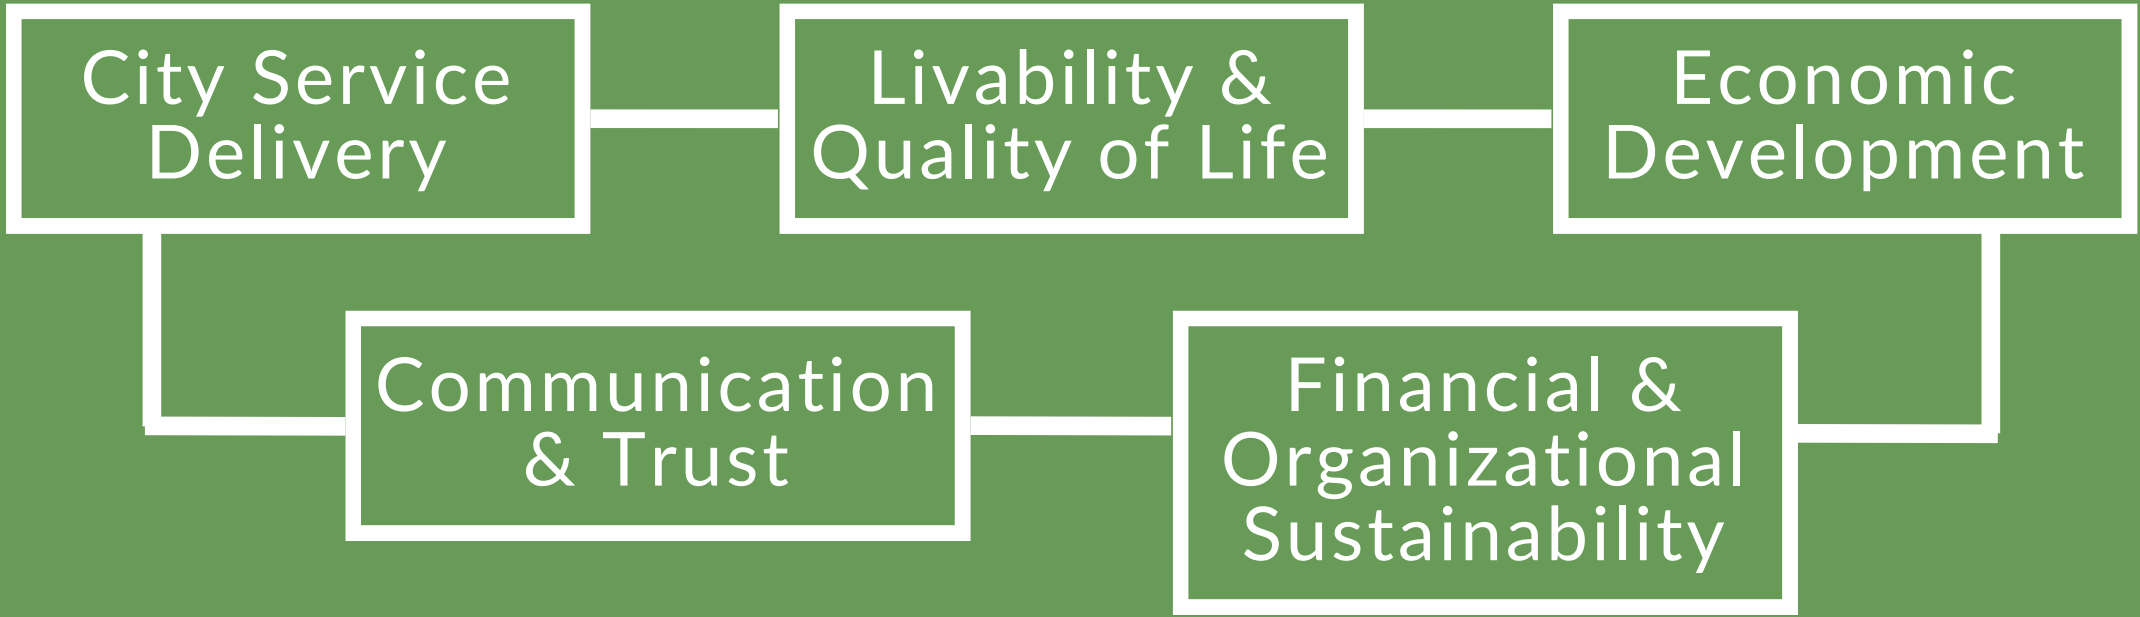 City Service
Delivery
Livability &
Quality of Life
Economic
Development
Communication
& Trust
Financial &
Organizational
Sustainability